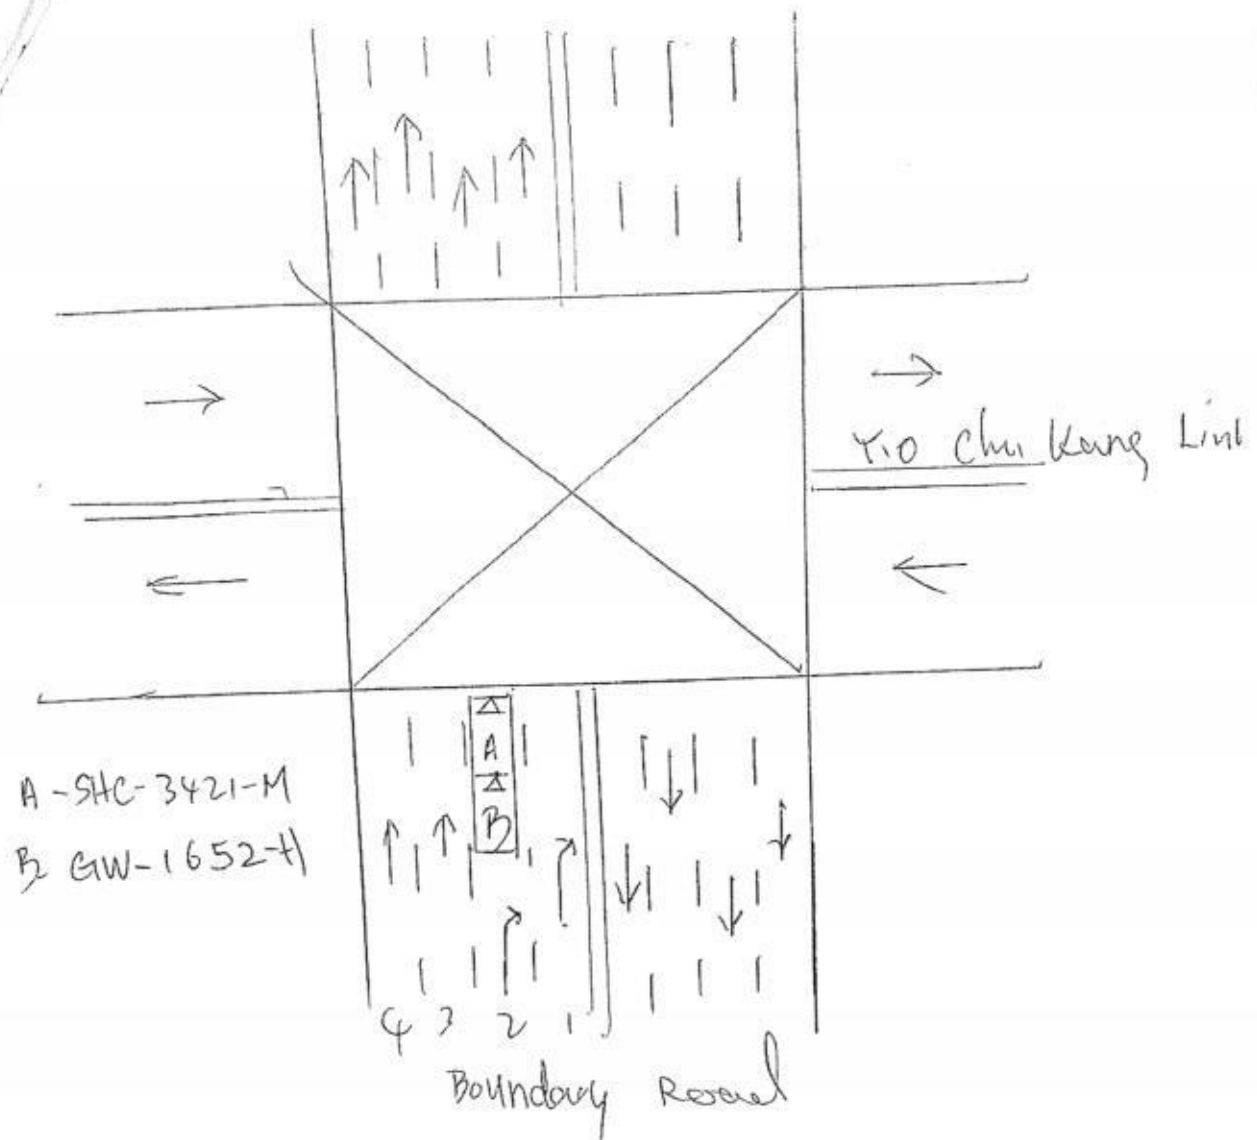 Yio Chu Kang Link
A
B
A-SHC-3421-M
B GW-1652-H
4 3 2 1
Boundary Road